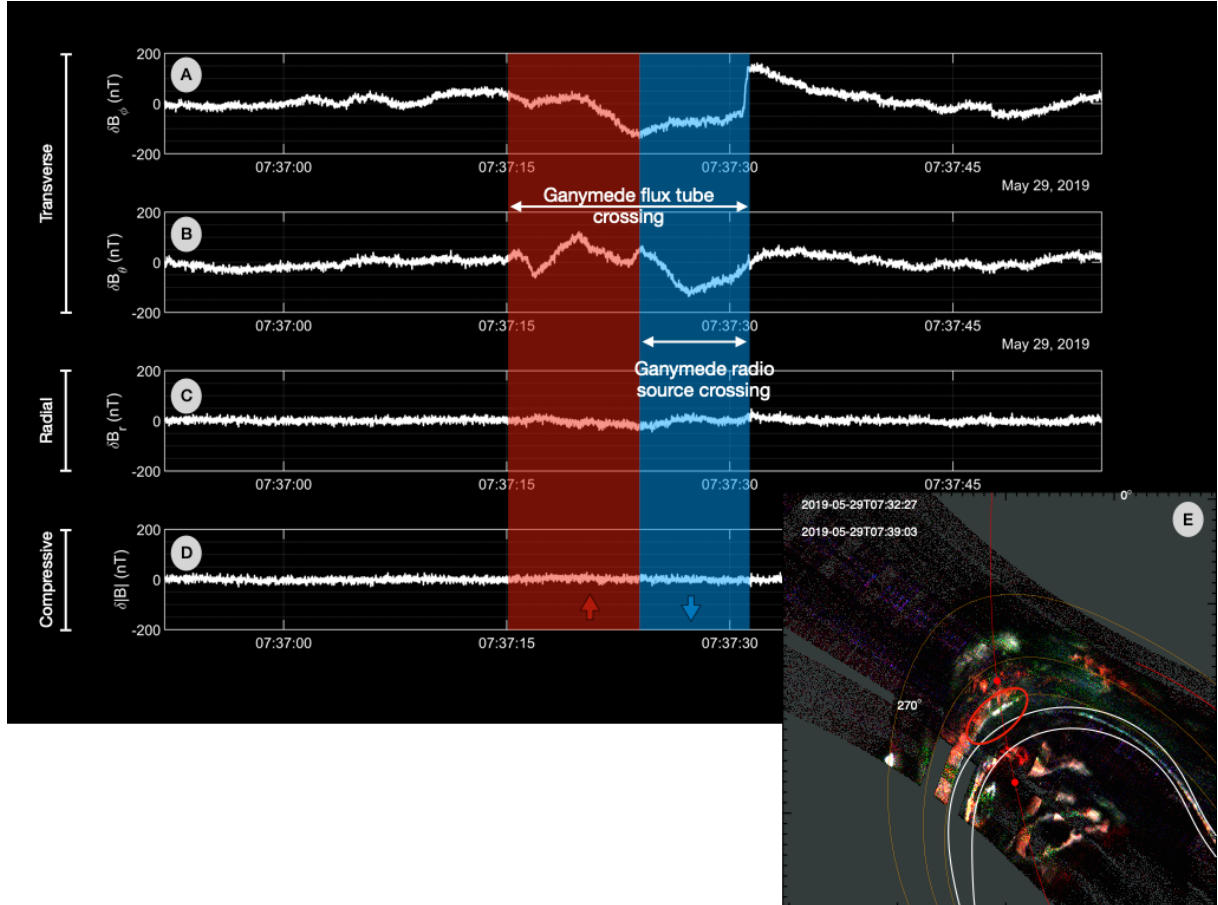 A
200
0
-200
δBϕ (nT)
07:37:00
07:37:15
07:37:30
07:37:45
May 29, 2019
Transverse
Ganymede flux tube
crossing
B
200
0
-200
δBθ (nT)
07:37:00
07:37:15
07:37:30
07:37:45
May 29, 2019
Ganymede radio
source crossing
C
200
0
-200
δBr (nT)
Radial
07:37:00
07:37:15
07:37:30
07:37:45
D
200
0
-200
δ|B| (nT)
Compressive
07:37:00
07:37:15
07:37:30
E
2019-05-29T07:32:27
2019-05-29T07:39:03
0°
270°